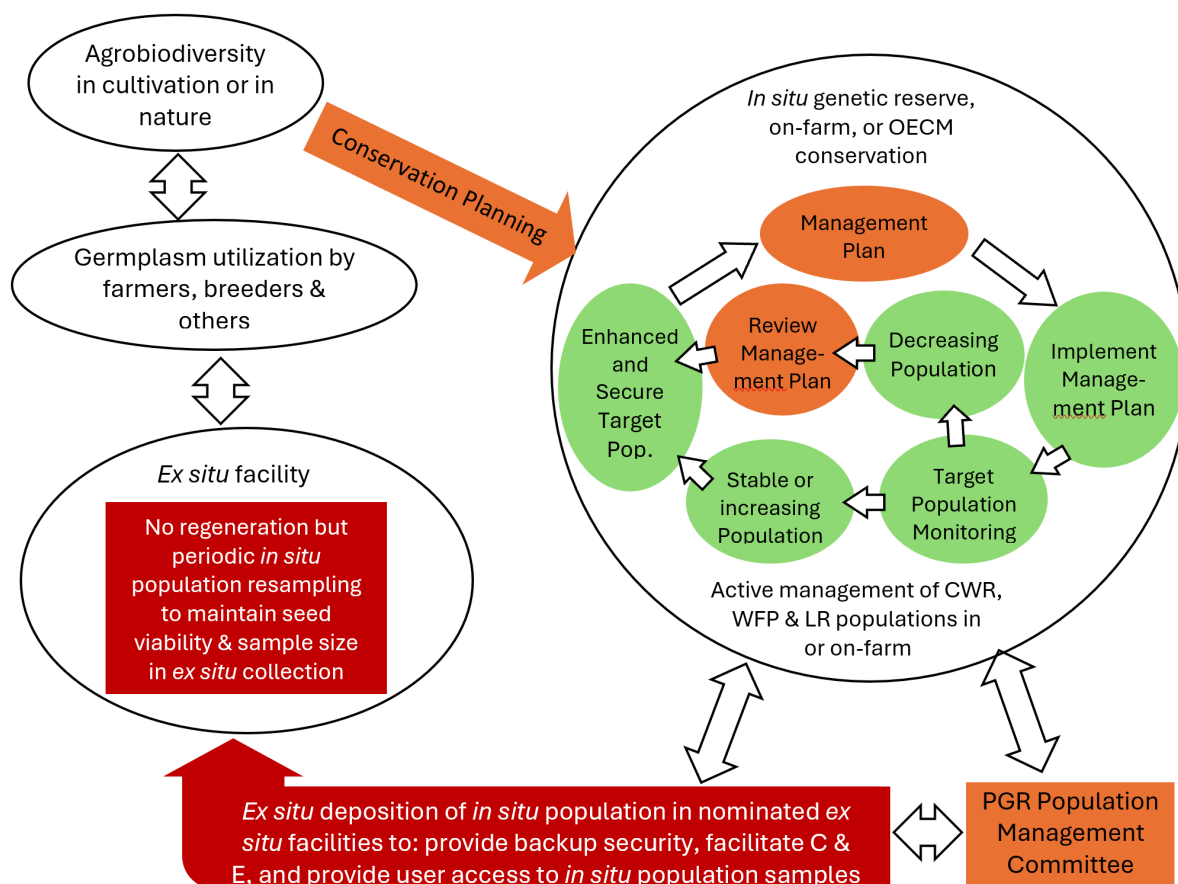 Agrobiodiversity
in cultivation or in
nature
Conservation Planning
In situ genetic reserve,
on-farm, or OECM
conservation
Management
Plan
Germplasm utilization by
farmers, breeders &
others
Enhanced
and
Secure
Target
Pop.
Review
Manage-
ment Plan
Decreasing
Population
Implement
Manage-
ment Plan
Stable or
increasing
Population
Target
Population
Monitoring
Ex situ facility
No regeneration but
periodic in situ
population resampling
to maintain seed
viability & sample size
in ex situ collection
Active management of CWR,
WFP & LR populations in
or on-farm
Ex situ deposition of in situ population in nominated ex
situ facilities to: provide backup security, facilitate C &
E, and provide user access to in situ population samples
PGR Population
Management
Committee